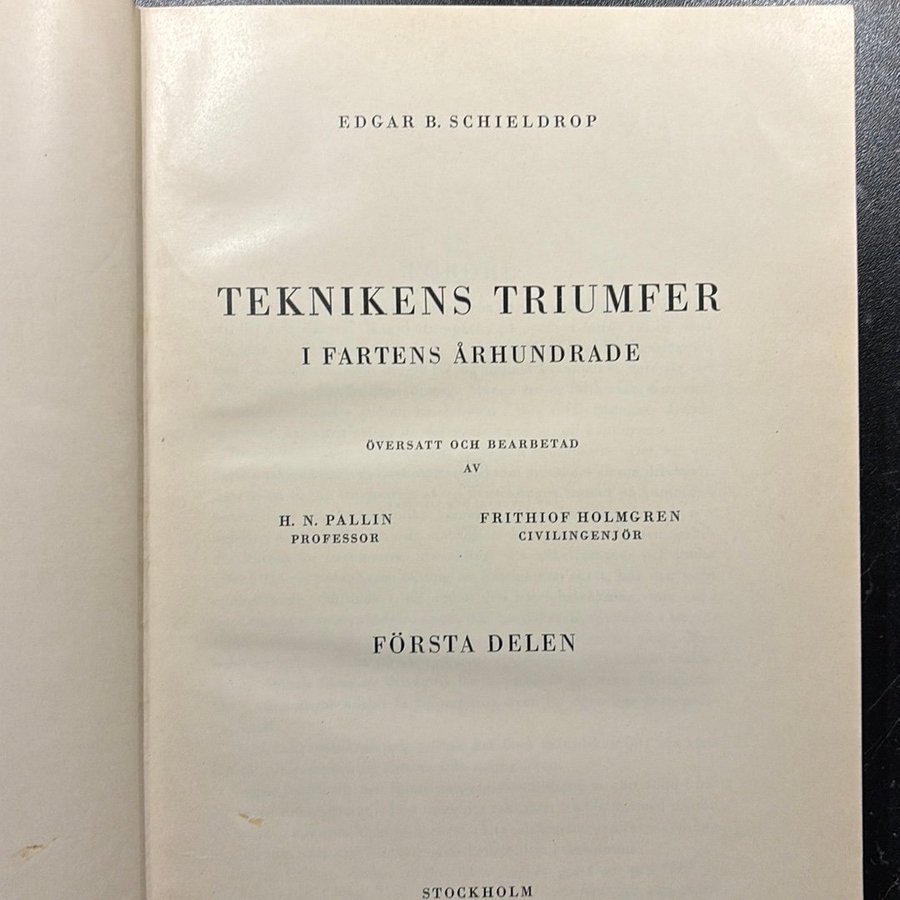 EDGAR B. SCHIELDROP
TEKNIKENS TRIUMFER
I FARTENS ÅRHUNDRADE
ÖVERSATT OCH BEARBETAD
AV
H. N. PALLIN FRITHIOF HOLMGREN
PROFESSOR CIVILINGENJÖR
FÖRSTA DELEN
STOCKHOLM